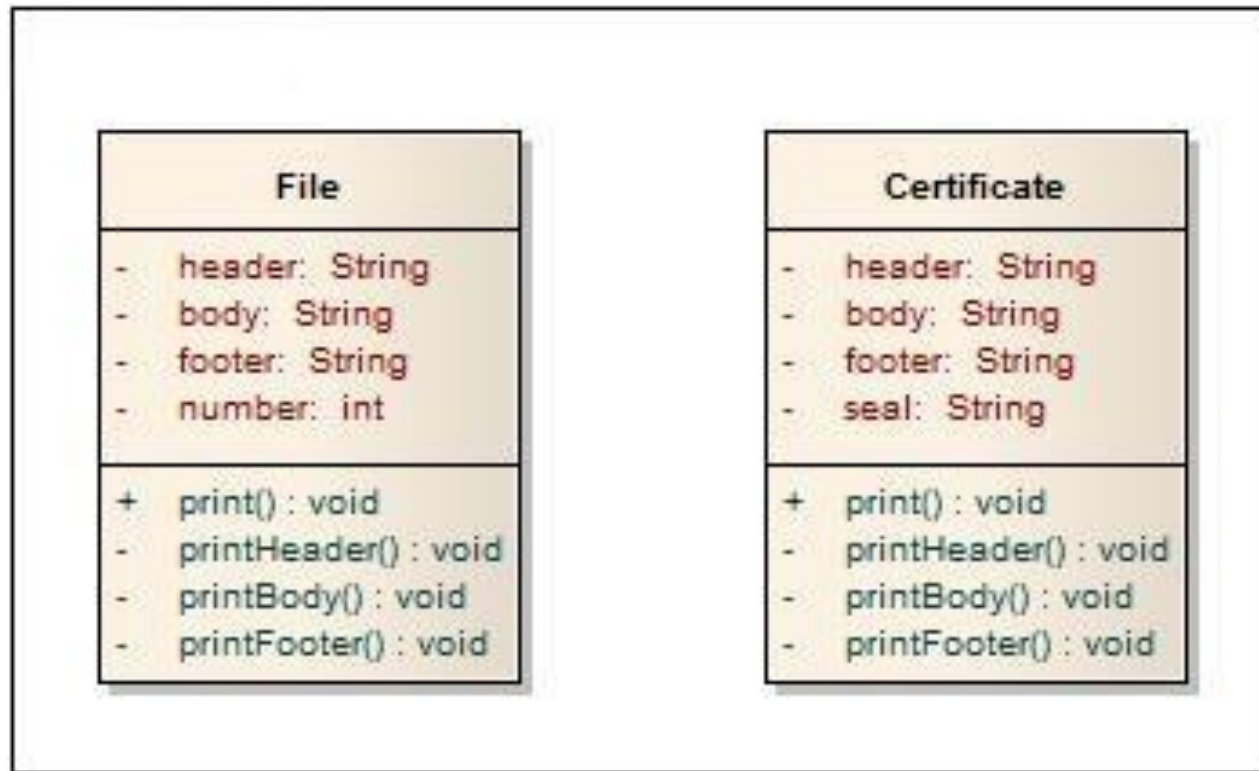 File
- header: String
- body: String
- footer: String
- number: int
+ print() : void
- printHeader() : void
- printBody() : void
- printFooter() : void
Certificate
- header: String
- body: String
- footer: String
- seal: String
+ print() : void
- printHeader() : void
- printBody() : void
- printFooter() : void